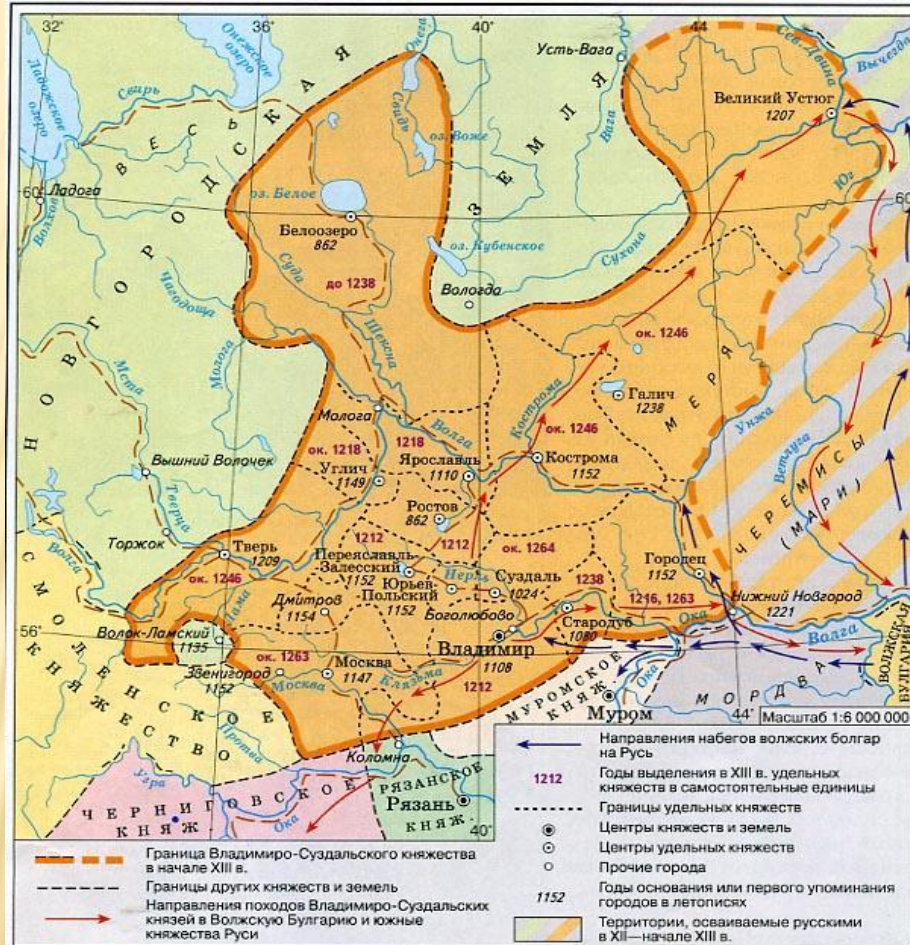 32°
36°
40°
44
Ладожское
озеро
Онежское
озеро
Онега
Усть-Вага
Сев. Двина
Вычегда
Свирь
Свидь
оз. Воже
Вага
Великий Устюг
1207
В Е С Ь
Н О В Г О Р О Д С К А Я
З Е М Л Я
60°
Ладога
Волхов
оз. Белое
Белоозеро
862
Юг
60°
оз. Кубенское
Сухона
Суда
до 1238
Вологда
Чагодоща
Шексна
ок. 1246
М Е Р Я
Молога
Мста
Галич
1238
Молога
Волга
Кострома
Унжа
ок. 1218
1218
ок. 1246
Ветлуга
Вышний Волочек
Углич
1149
Ярославль
1110
Кострома
1152
ЧЕРЕМИСЫ
(МАРИ)
Тверца
Ростов
862
Торжок
Тверь
1209
1212
1212
ок. 1264
Волга
Переяславль-
Залесский
1152
Городец
1152
ок. 1246
Нерль
Суздаль
1024
1238
Юрьев-
Польский
1152
1216, 1263
Нижний Новгород
1221
Лама
Дмитров
1154
Боголюбово
Стародуб
1080
Ока
56°
Волок-Ламский
1135
Владимир
1108
Волга
ВОЛЖСКАЯ
БУЛГАРИЯ
ок. 1263
Звенигород
1152
Москва
1147
Москва
Клязьма
1212
МУРОМСКОЕ
КНЯЖ.
Ока
МОРДВА
Муром
44°
СМОЛЕНСКОЕ
КНЯЖЕСТВО
Протва
Коломна
Угра
ЧЕРНИГОВСКОЕ
КНЯЖ.
Ока
РЯЗАНСКОЕ
Рязань
КНЯЖ.
40°
Масштаб 1:6 000 000
Направления набегов волжских болгар
на Русь
1212
Годы выделения в XIII в. удельных
княжеств в самостоятельные единицы
Границы удельных княжеств
Центры княжеств и земель
Центры удельных княжеств
Прочие города
1152
Годы основания или первого упоминания
городов в летописях
Территории, осваиваемые русскими
в XII—начале XIII в.
Граница Владимиро-Суздальского княжества
в начале XIII в.
Границы других княжеств и земель
Направления походов Владимиро-Суздальских
князей в Волжскую Булгарию и южные
княжества Руси